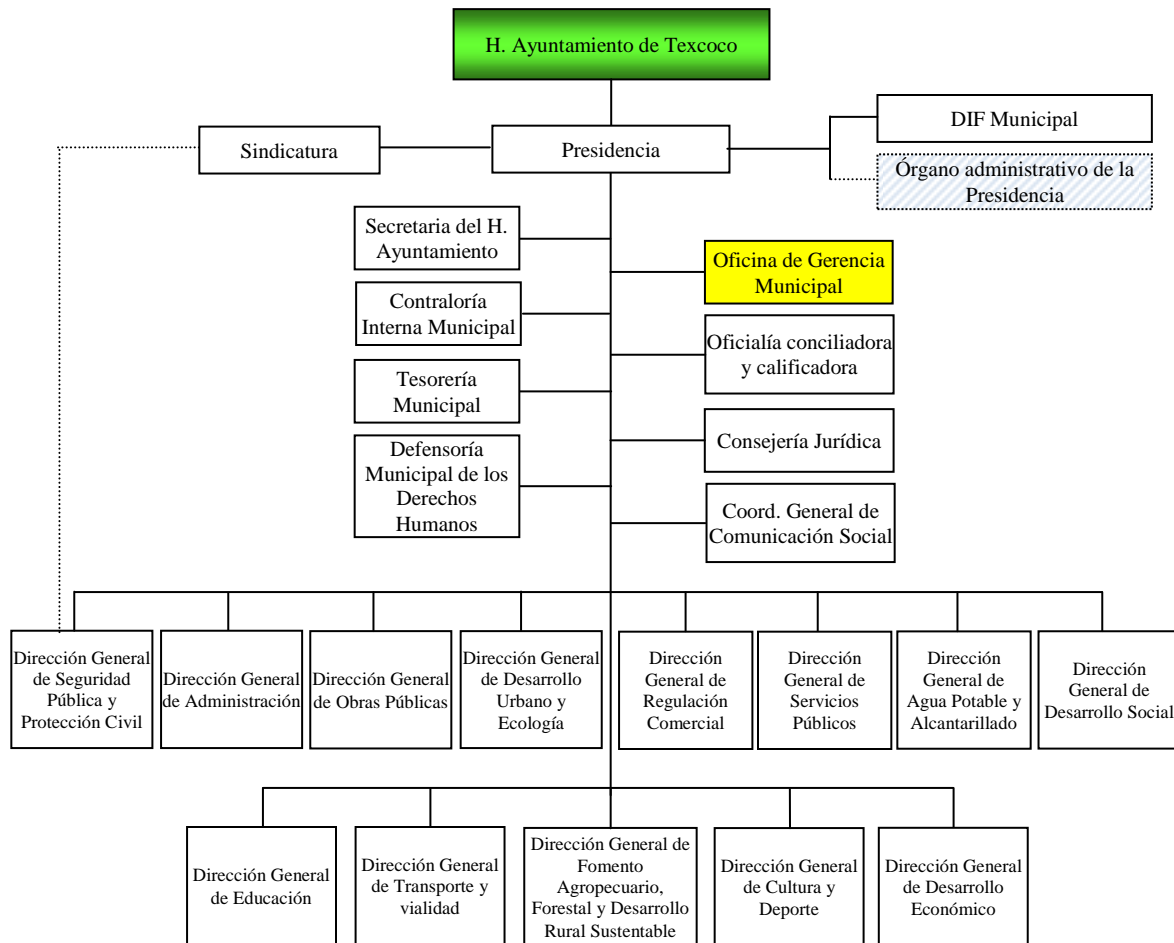 H. Ayuntamiento de Texcoco
DIF Municipal
Sindicatura
Presidencia
Órgano administrativo de la
Presidencia
Secretaria del H.
Ayuntamiento
Oficina de Gerencia
Municipal
Contraloría
Interna Municipal
Oficialía conciliadora
y calificadora
Tesorería
Municipal
Consejería Jurídica
Defensoría
Municipal de los
Derechos
Humanos
Coord. General de
Comunicación Social
Dirección General
de Seguridad
Pública y
Protección Civil
Dirección General
de Administración
Dirección General
de Obras Públicas
Dirección General
de Desarrollo
Urbano y
Ecología
Dirección
General de
Regulación
Comercial
Dirección
General de
Servicios
Públicos
Dirección
General de
Agua Potable y
Alcantarillado
Dirección
General de
Desarrollo Social
Dirección General
de Educación
Dirección General
de Transporte y
vialidad
Dirección General de
Fomento
Agropecuario,
Forestal y Desarrollo
Rural Sustentable
Dirección General
de Cultura y
Deporte
Dirección General
de Desarrollo
Económico